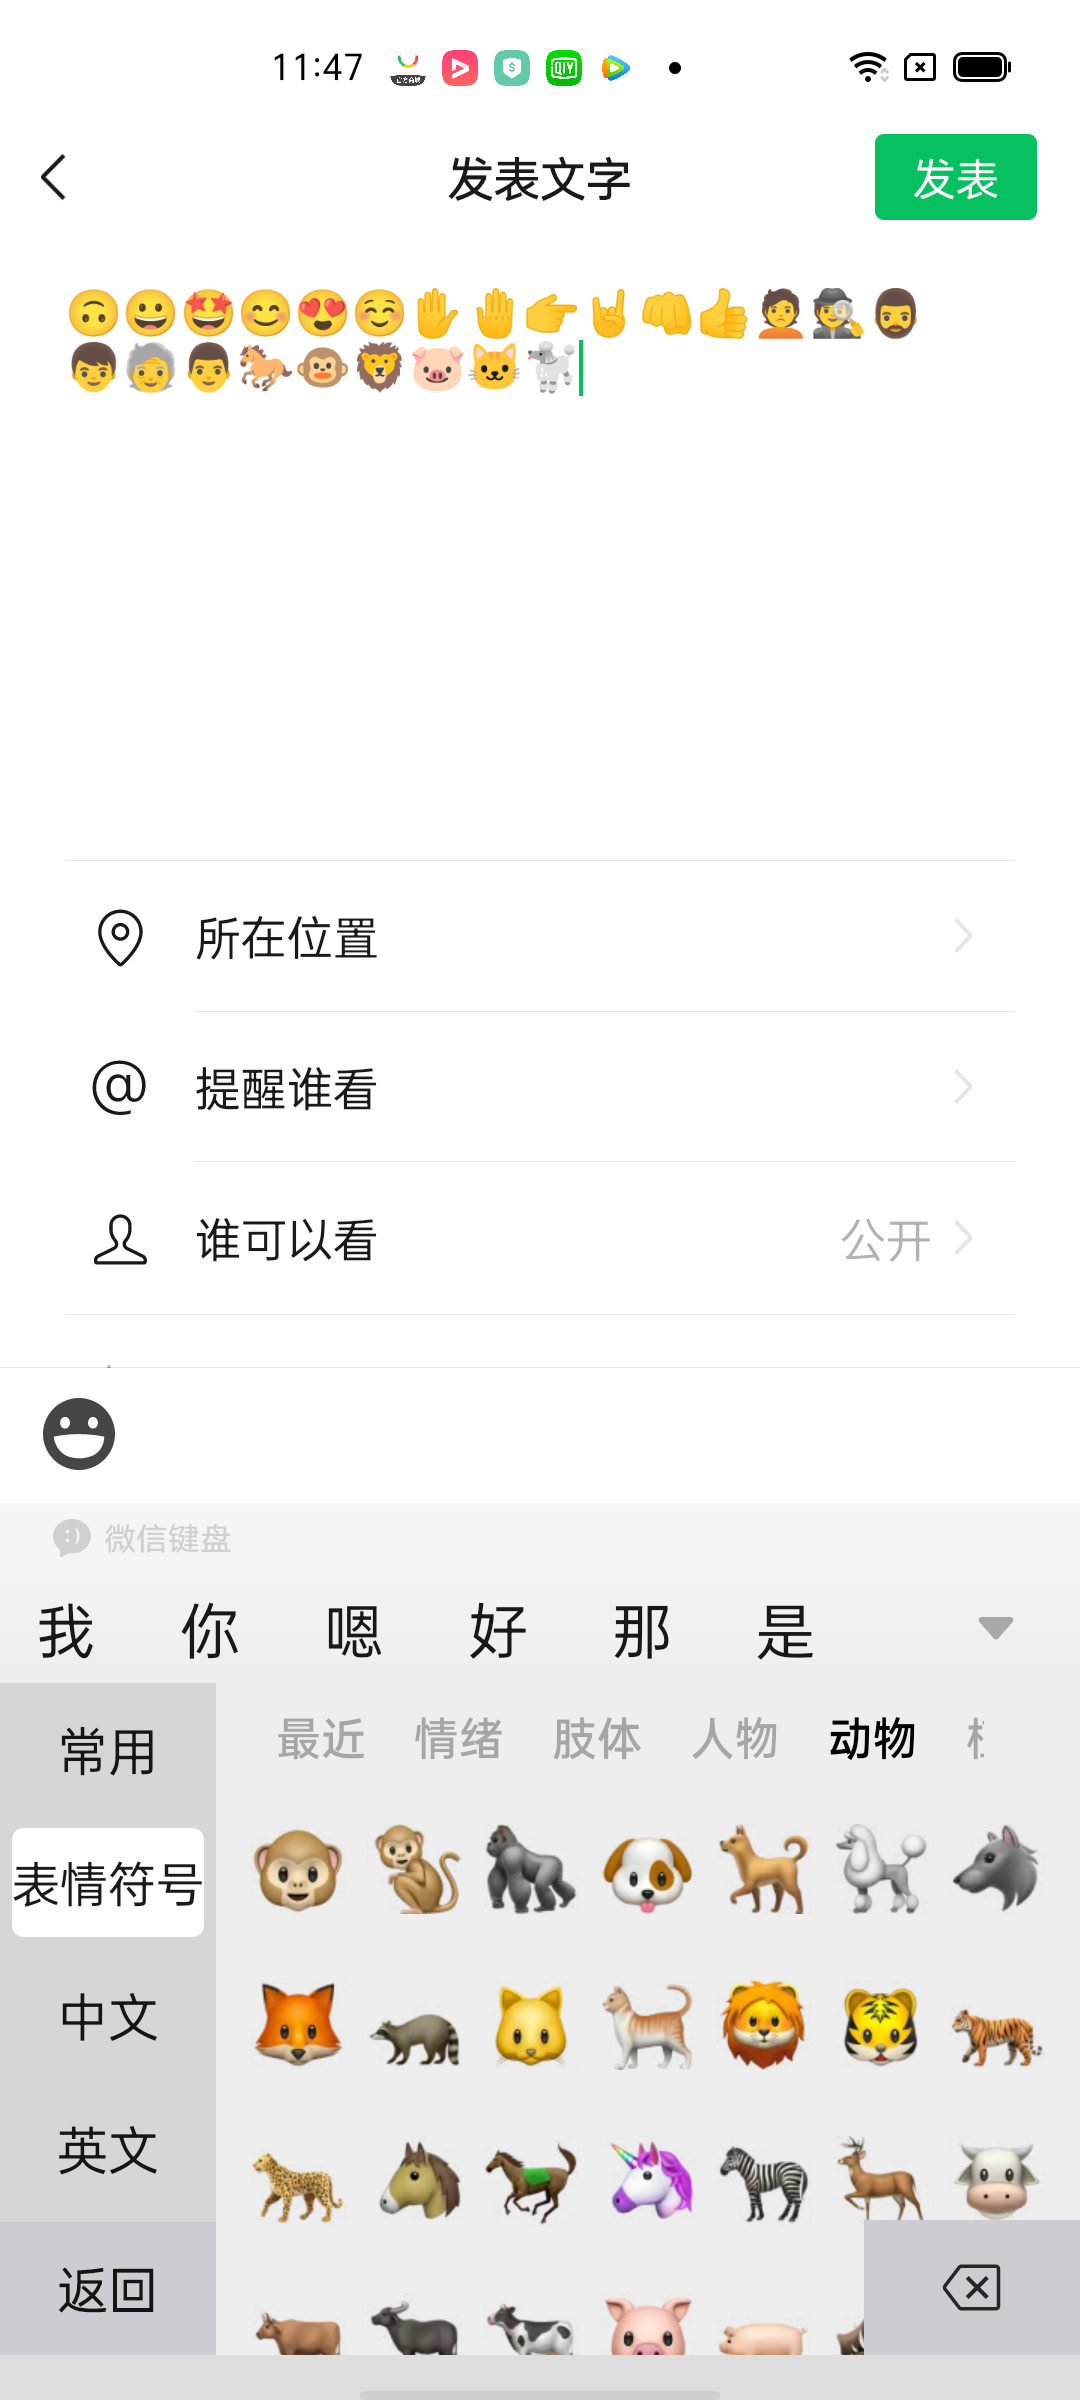 11:47
发表文字
发表
🙃😀🤩😊😍☺️✋🤚👉🤘👊👍🙍🕵️🧔
👦🧓👨🐎🐵🦁🐷🐱🐩
所在位置
@ 提醒谁看
谁可以看 公开
微信键盘
我 你 嗯 好 那 是
常用
最近 情绪 肢体 人物 动物
表情符号
中文
英文
返回